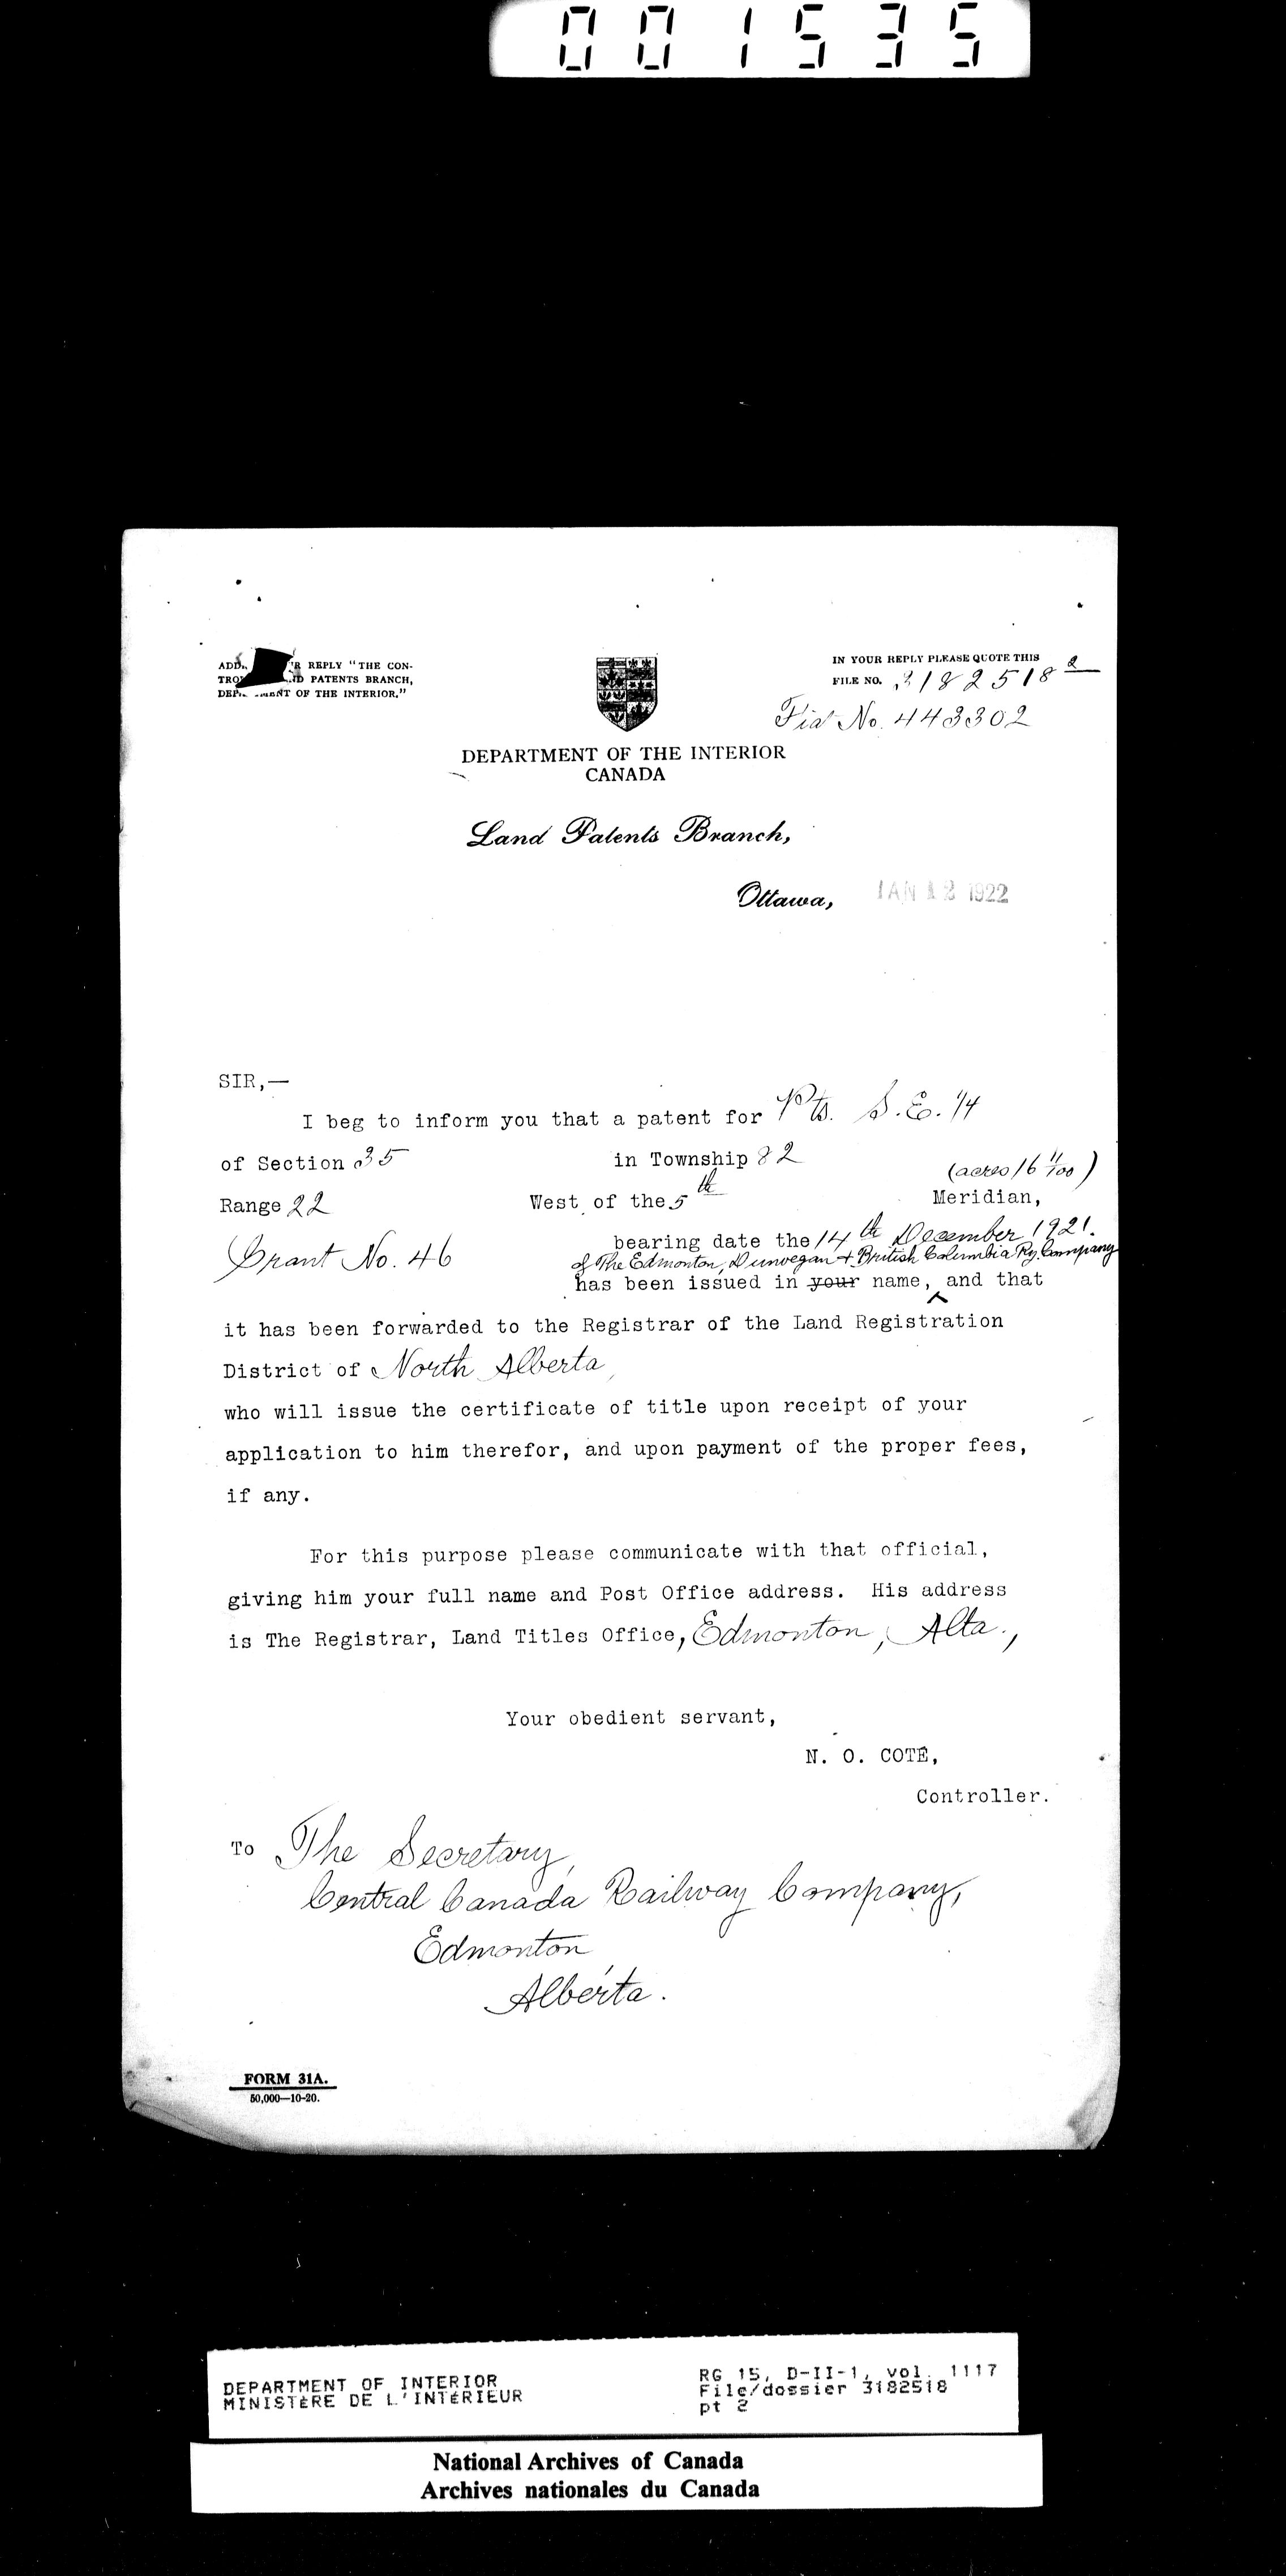 001535
ADD R REPLY "THE CON-
TRO ND PATENTS BRANCH,
DEP MENT OF THE INTERIOR."
IN YOUR REPLY PLEASE QUOTE THIS
FILE NO. 3182518 2
Fiat No. 443302
DEPARTMENT OF THE INTERIOR
CANADA
Land Patents Branch,
Ottawa, JAN 12 1922
SIR,—
I beg to inform you that a patent for Pts. S.E. 1/4
of Section 35 in Township 82 (acres 16 11/100)
Range 22 West of the 5th Meridian,
Grant No. 46 bearing date the 14th December 1921.
of The Edmonton, Dunvegan & British Columbia Ry. Company
has been issued in your name, and that
it has been forwarded to the Registrar of the Land Registration
District of North Alberta,
who will issue the certificate of title upon receipt of your
application to him therefor, and upon payment of the proper fees,
if any.
For this purpose please communicate with that official,
giving him your full name and Post Office address. His address
is The Registrar, Land Titles Office, Edmonton, Alta.,
Your obedient servant,
N. O. COTÉ,
Controller.
To The Secretary,
Central Canada Railway Company,
Edmonton,
Alberta.
FORM 31A.
50,000—10-20.
DEPARTMENT OF INTERIOR
MINISTÈRE DE L'INTÉRIEUR
RG 15, D-II-1, vol. 1117
File/dossier 3182518
pt 2
National Archives of Canada
Archives nationales du Canada